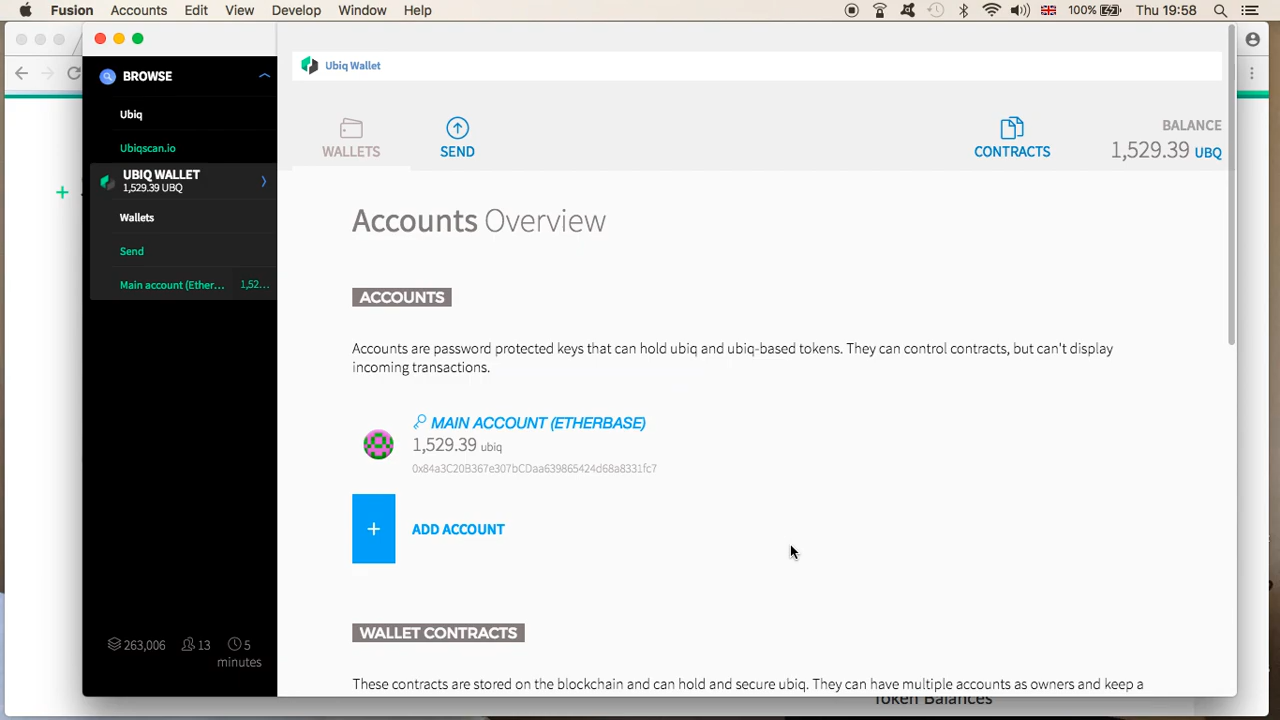 Fusion Accounts Edit View Develop Window Help 100% Thu 19:58
BROWSE
Ubiq
Ubiqscan.io
UBIQ WALLET
1,529.39 UBQ
Wallets
Send
Main account (Ether... 1,52...
263,006 13 5
minutes
Ubiq Wallet
WALLETS
SEND
CONTRACTS
BALANCE
1,529.39 UBQ
Accounts Overview
ACCOUNTS
Accounts are password protected keys that can hold ubiq and ubiq-based tokens. They can control contracts, but can't display
incoming transactions.
MAIN ACCOUNT (ETHERBASE)
1,529.39 ubiq
0x84a3C20B367e307bCDaa639865424d68a8331fc7
+ ADD ACCOUNT
WALLET CONTRACTS
These contracts are stored on the blockchain and can hold and secure ubiq. They can have multiple accounts as owners and keep a
Token Balances